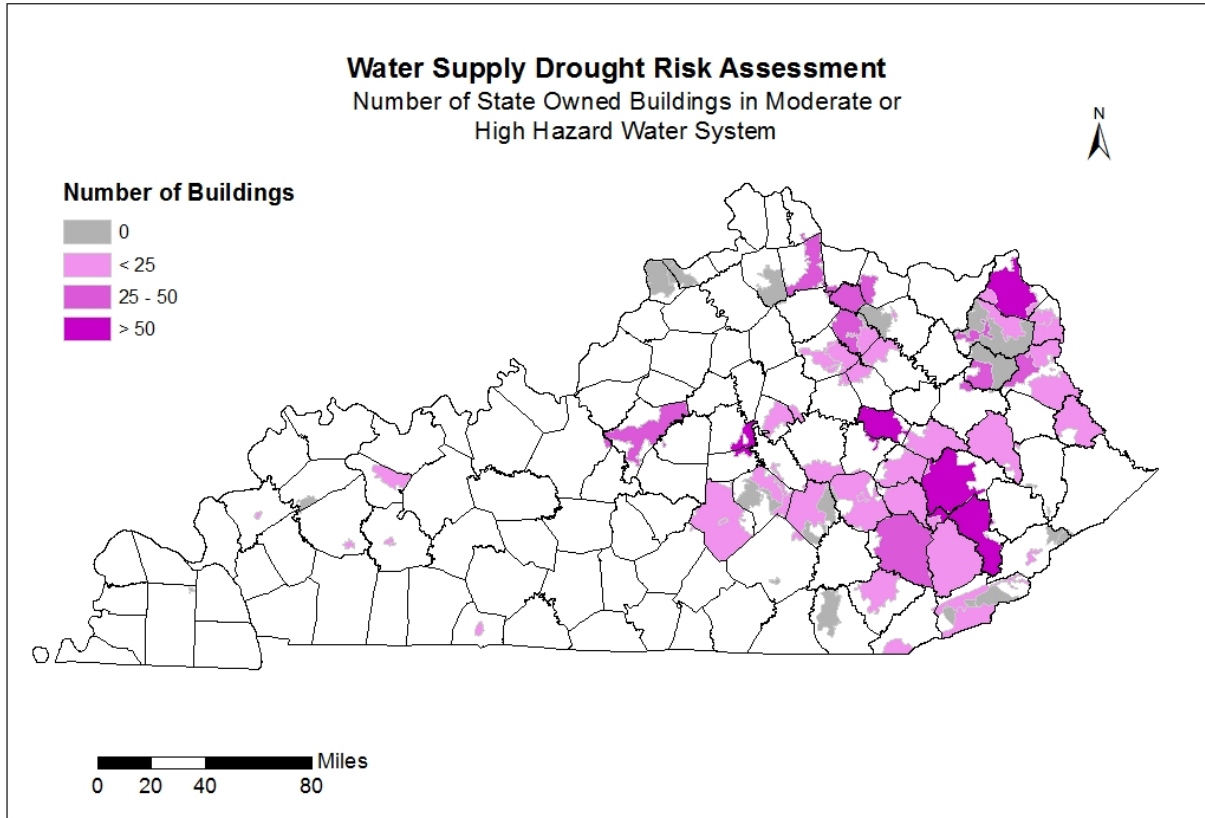 Water Supply Drought Risk Assessment
Number of State Owned Buildings in Moderate or
High Hazard Water System
N
Number of Buildings
0
< 25
25 - 50
> 50
Miles
0 20 40 80